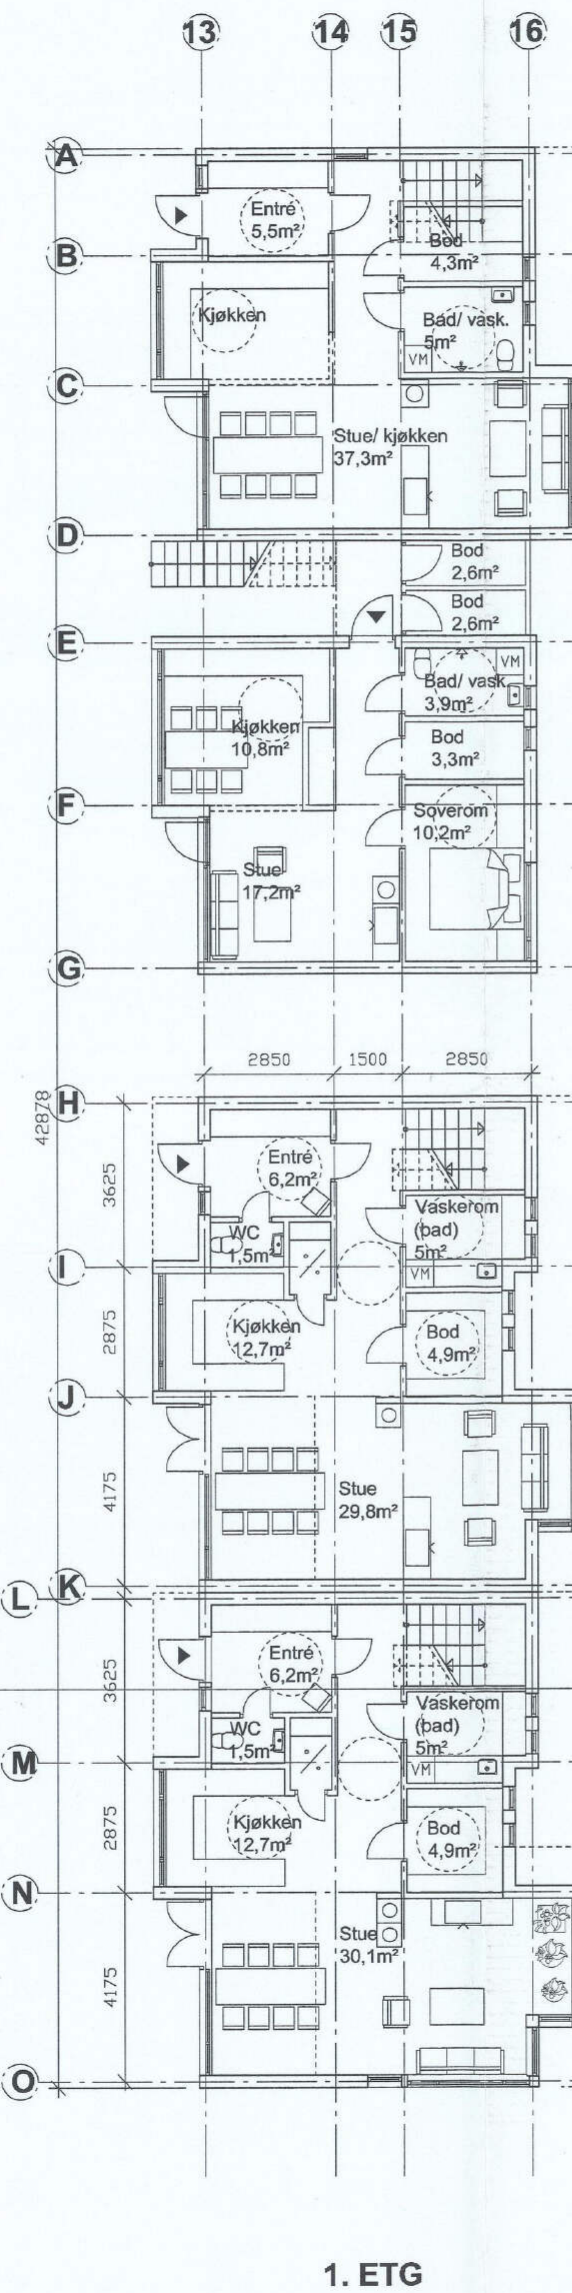 13 14 15 16
A
Entré
5,5m²
Bod
4,3m²
B
Kjøkken
Bad/ vask.
5m²
VM
C
Stue/ kjøkken
37,3m²
D
Bod
2,6m²
Bod
2,6m²
E
VM
Bad/ vask.
3,9m²
Kjøkken
10,8m²
Bod
3,3m²
F
Soverom
10,2m²
Stue
17,2m²
G
2850 1500 2850
H
42878
3625
Entré
6,2m²
Vaskerom
(bad)
5m²
WC
1,5m²
I
VM
2875
Kjøkken
12,7m²
Bod
4,9m²
J
4175
Stue
29,8m²
K
L
3625
Entré
6,2m²
Vaskerom
(bad)
5m²
WC
1,5m²
M
VM
2875
Kjøkken
12,7m²
Bod
4,9m²
N
4175
Stue
30,1m²
O
1. ETG